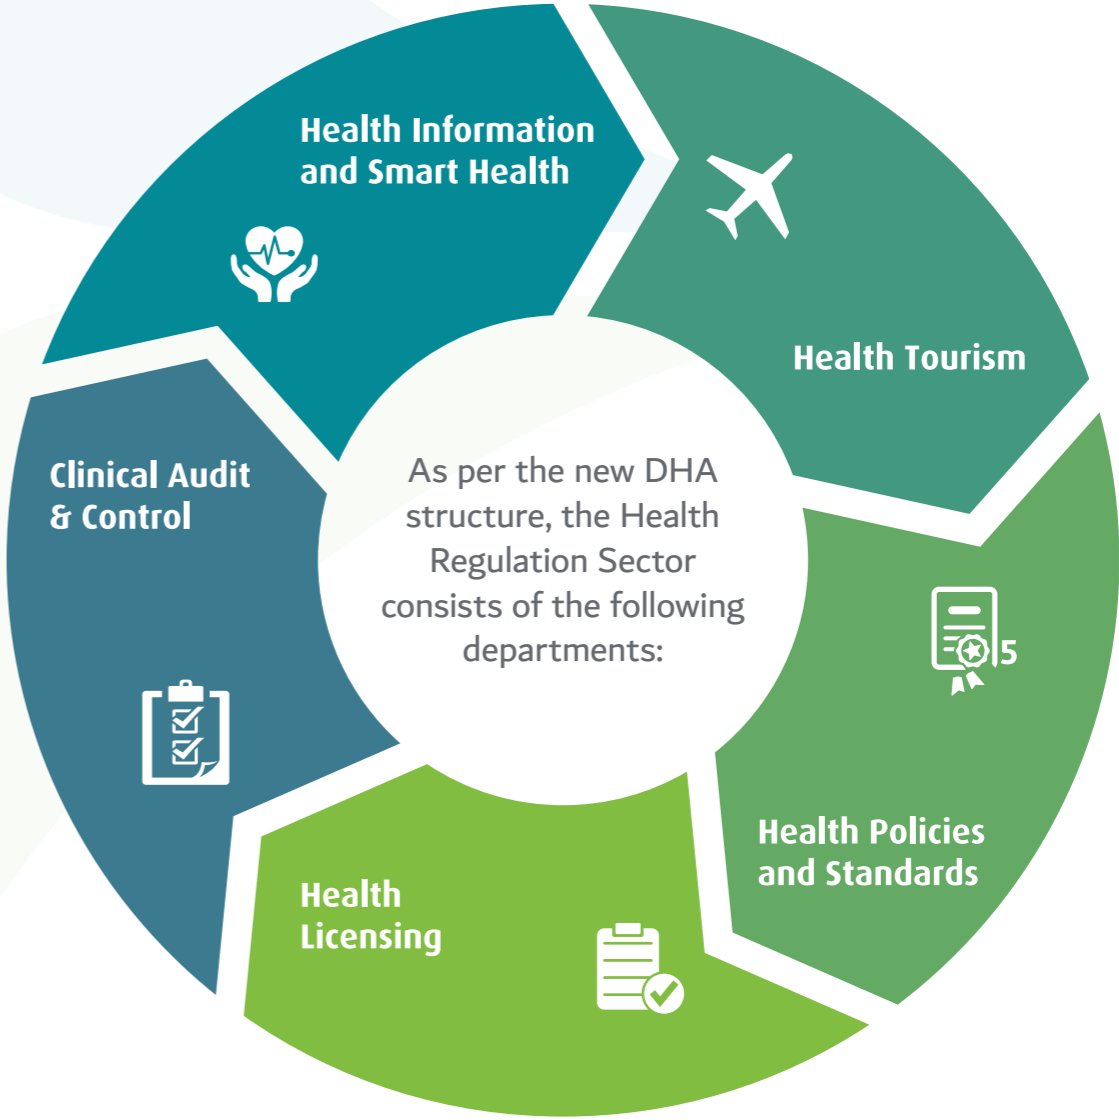 Health Information
and Smart Health
Health Tourism
Clinical Audit
& Control
As per the new DHA
structure, the Health
Regulation Sector
consists of the following
departments:
5
Health Policies
and Standards
Health
Licensing